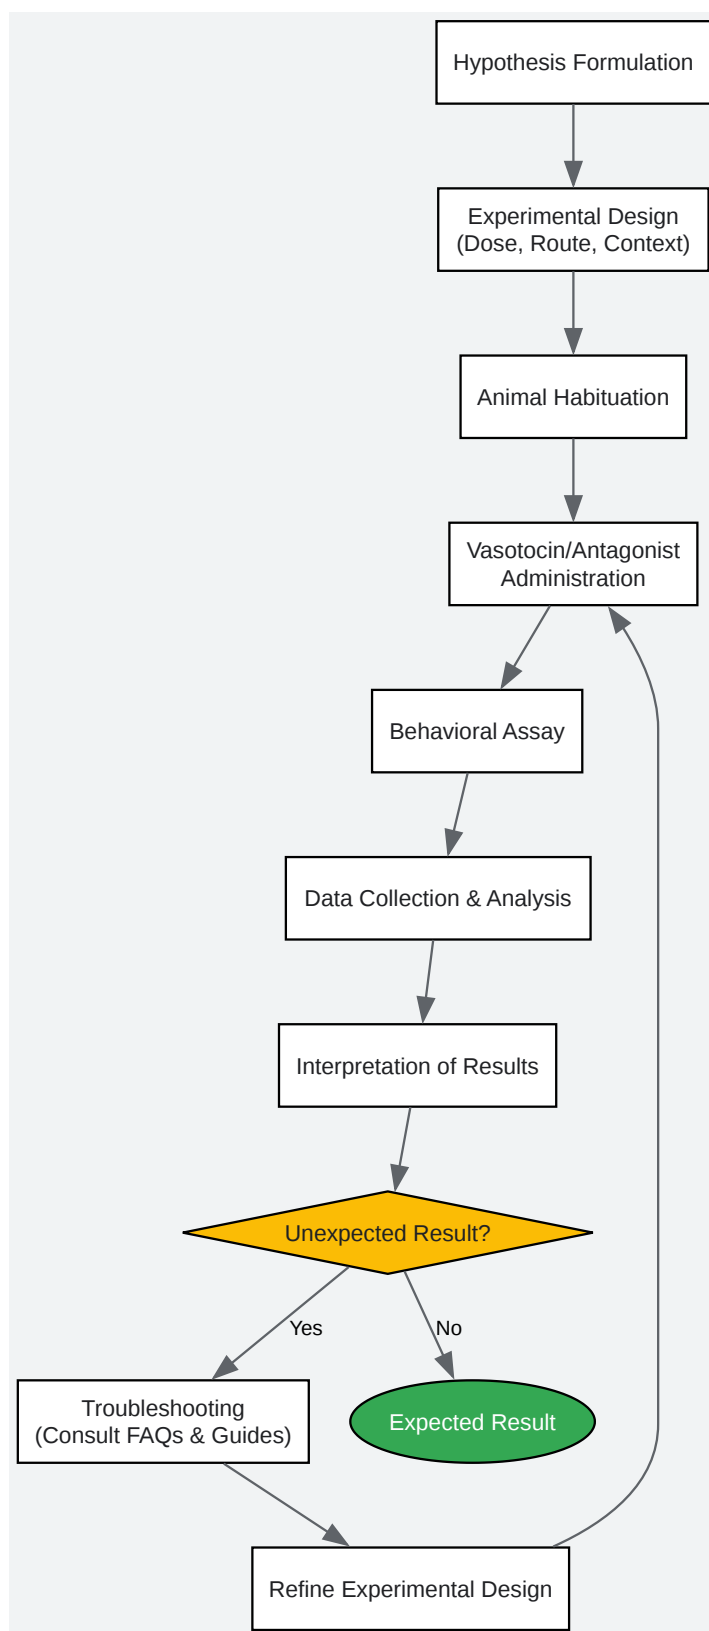 Hypothesis Formulation
Experimental Design
(Dose, Route, Context)
Animal Habituation
Vasotocin/Antagonist
Administration
Behavioral Assay
Data Collection & Analysis
Interpretation of Results
Unexpected Result?
Yes
No
Troubleshooting
(Consult FAQs & Guides)
Expected Result
Refine Experimental Design